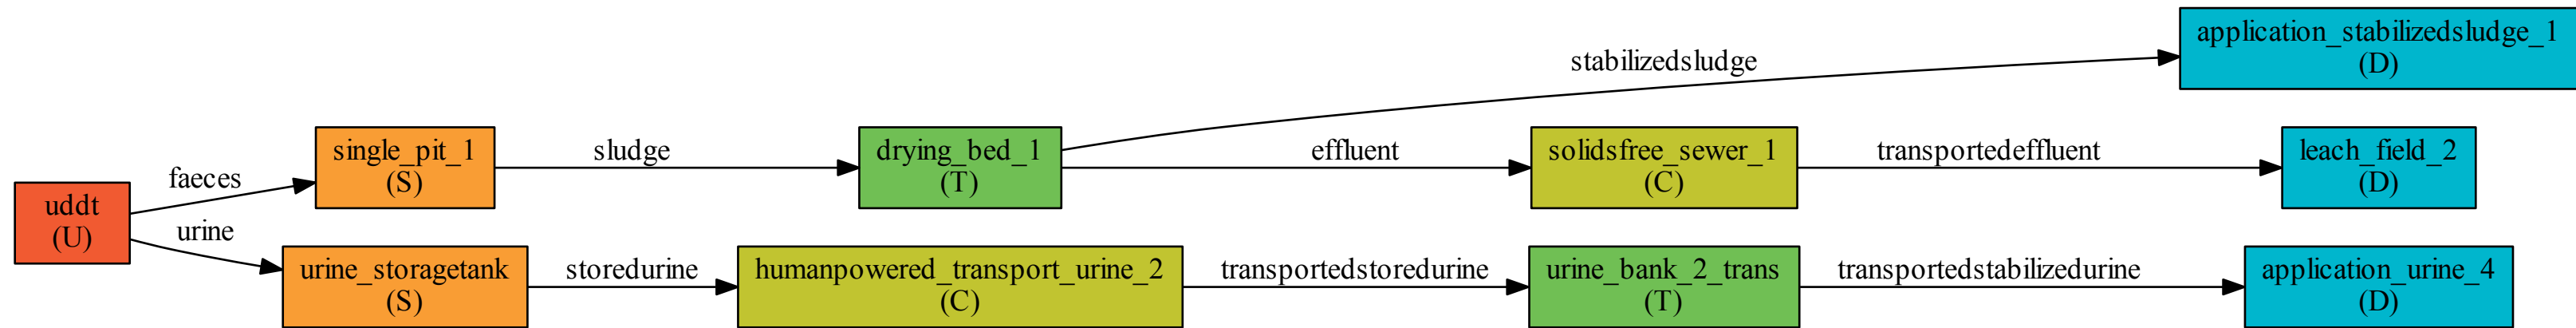 application_stabilizedsludge_1
(D)
stabilizedsludge
single_pit_1
(S)
sludge
drying_bed_1
(T)
effluent
solidsfree_sewer_1
(C)
transportedeffluent
leach_field_2
(D)
faeces
uddt
(U)
urine
urine_storagetank
(S)
storedurine
humanpowered_transport_urine_2
(C)
transportedstoredurine
urine_bank_2_trans
(T)
transportedstabilizedurine
application_urine_4
(D)